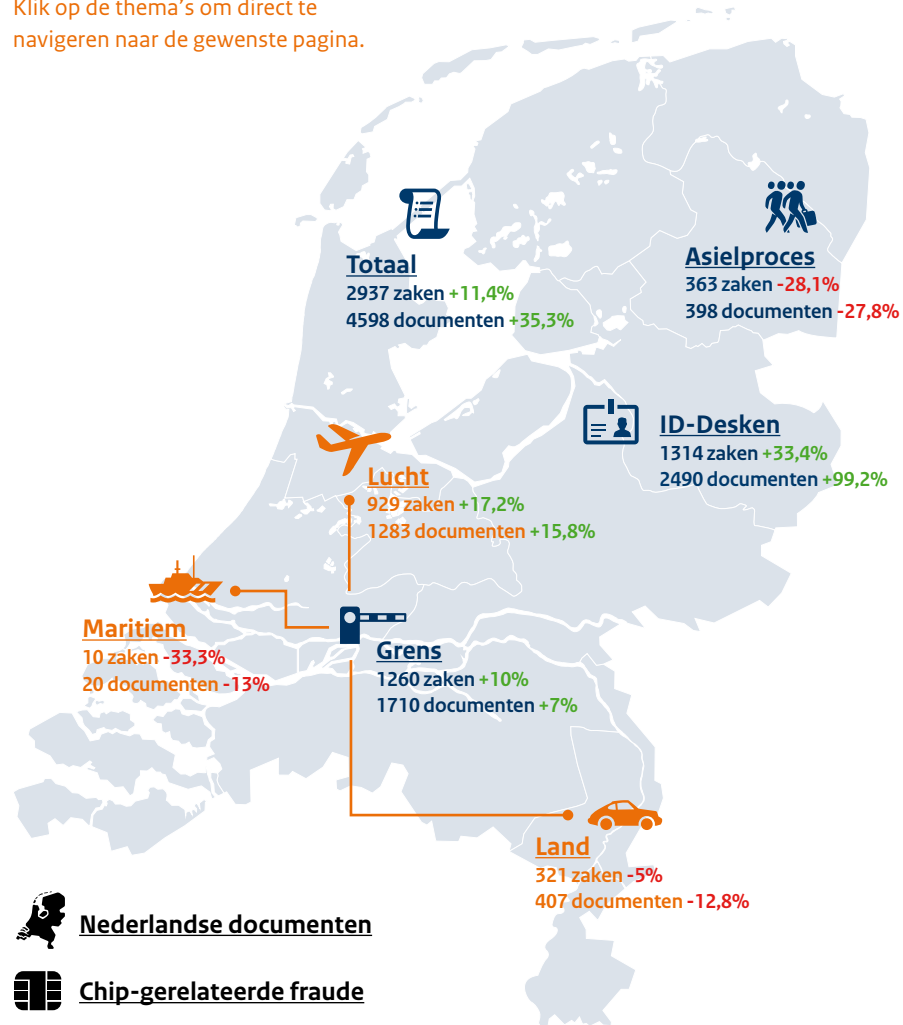 Klik op de thema's om direct te
navigeren naar de gewenste pagina.
Totaal
2937 zaken +11,4%
4598 documenten +35,3%
Asielproces
363 zaken -28,1%
398 documenten -27,8%
ID-Desken
1314 zaken +33,4%
2490 documenten +99,2%
Lucht
929 zaken +17,2%
1283 documenten +15,8%
Maritiem
10 zaken -33,3%
20 documenten -13%
Grens
1260 zaken +10%
1710 documenten +7%
Land
321 zaken -5%
407 documenten -12,8%
Nederlandse documenten
Chip-gerelateerde fraude